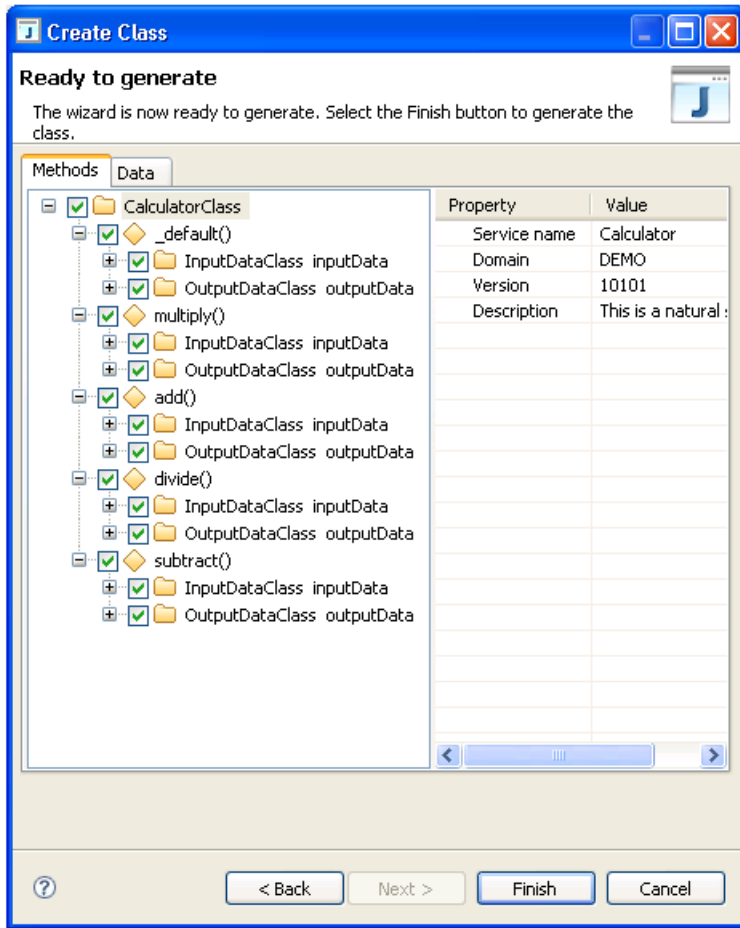 Create Class
Ready to generate
The wizard is now ready to generate. Select the Finish button to generate the
class.
Methods
Data
CalculatorClass
_default()
InputDataClass inputData
OutputDataClass outputData
multiply()
InputDataClass inputData
OutputDataClass outputData
add()
InputDataClass inputData
OutputDataClass outputData
divide()
InputDataClass inputData
OutputDataClass outputData
subtract()
InputDataClass inputData
OutputDataClass outputData
Property Value
Service name Calculator
Domain DEMO
Version 10101
Description This is a natural
< Back
Next >
Finish
Cancel